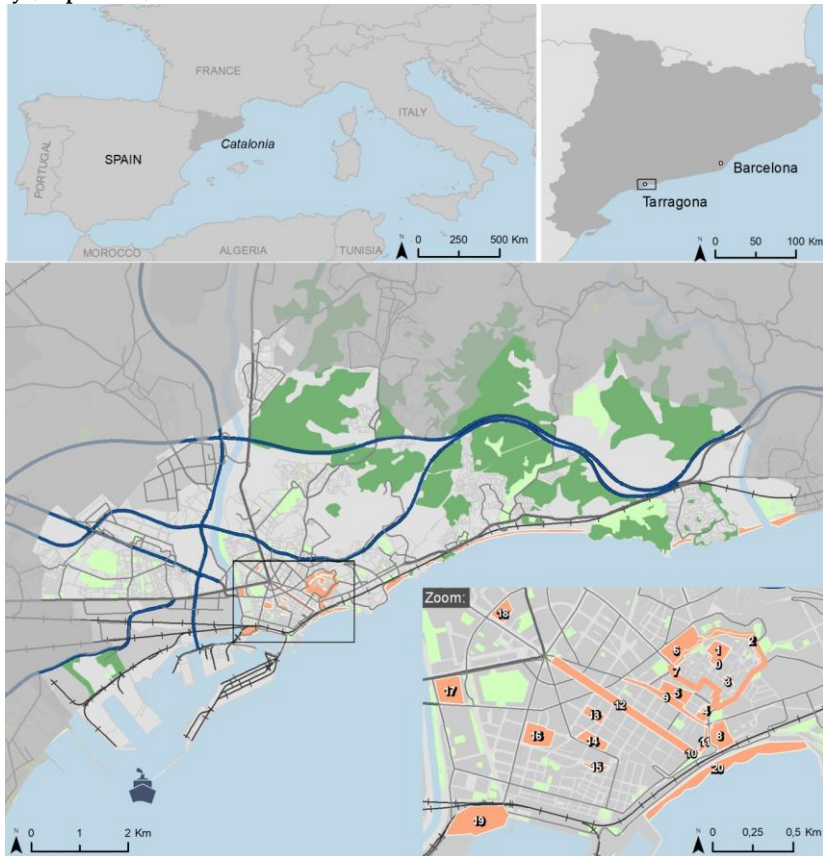 FRANCE
ITALY
PORTUGAL
SPAIN
Catalonia
MOROCCO
ALGERIA
TUNISIA
N
0 250 500 Km
Barcelona
Tarragona
N
0 50 100 Km
Zoom:
18
6
1
2
0
7
3
17
9
5
12
13
4
16
14
11
8
10
15
20
19
N
0 1 2 Km
N
0 0,25 0,5 Km